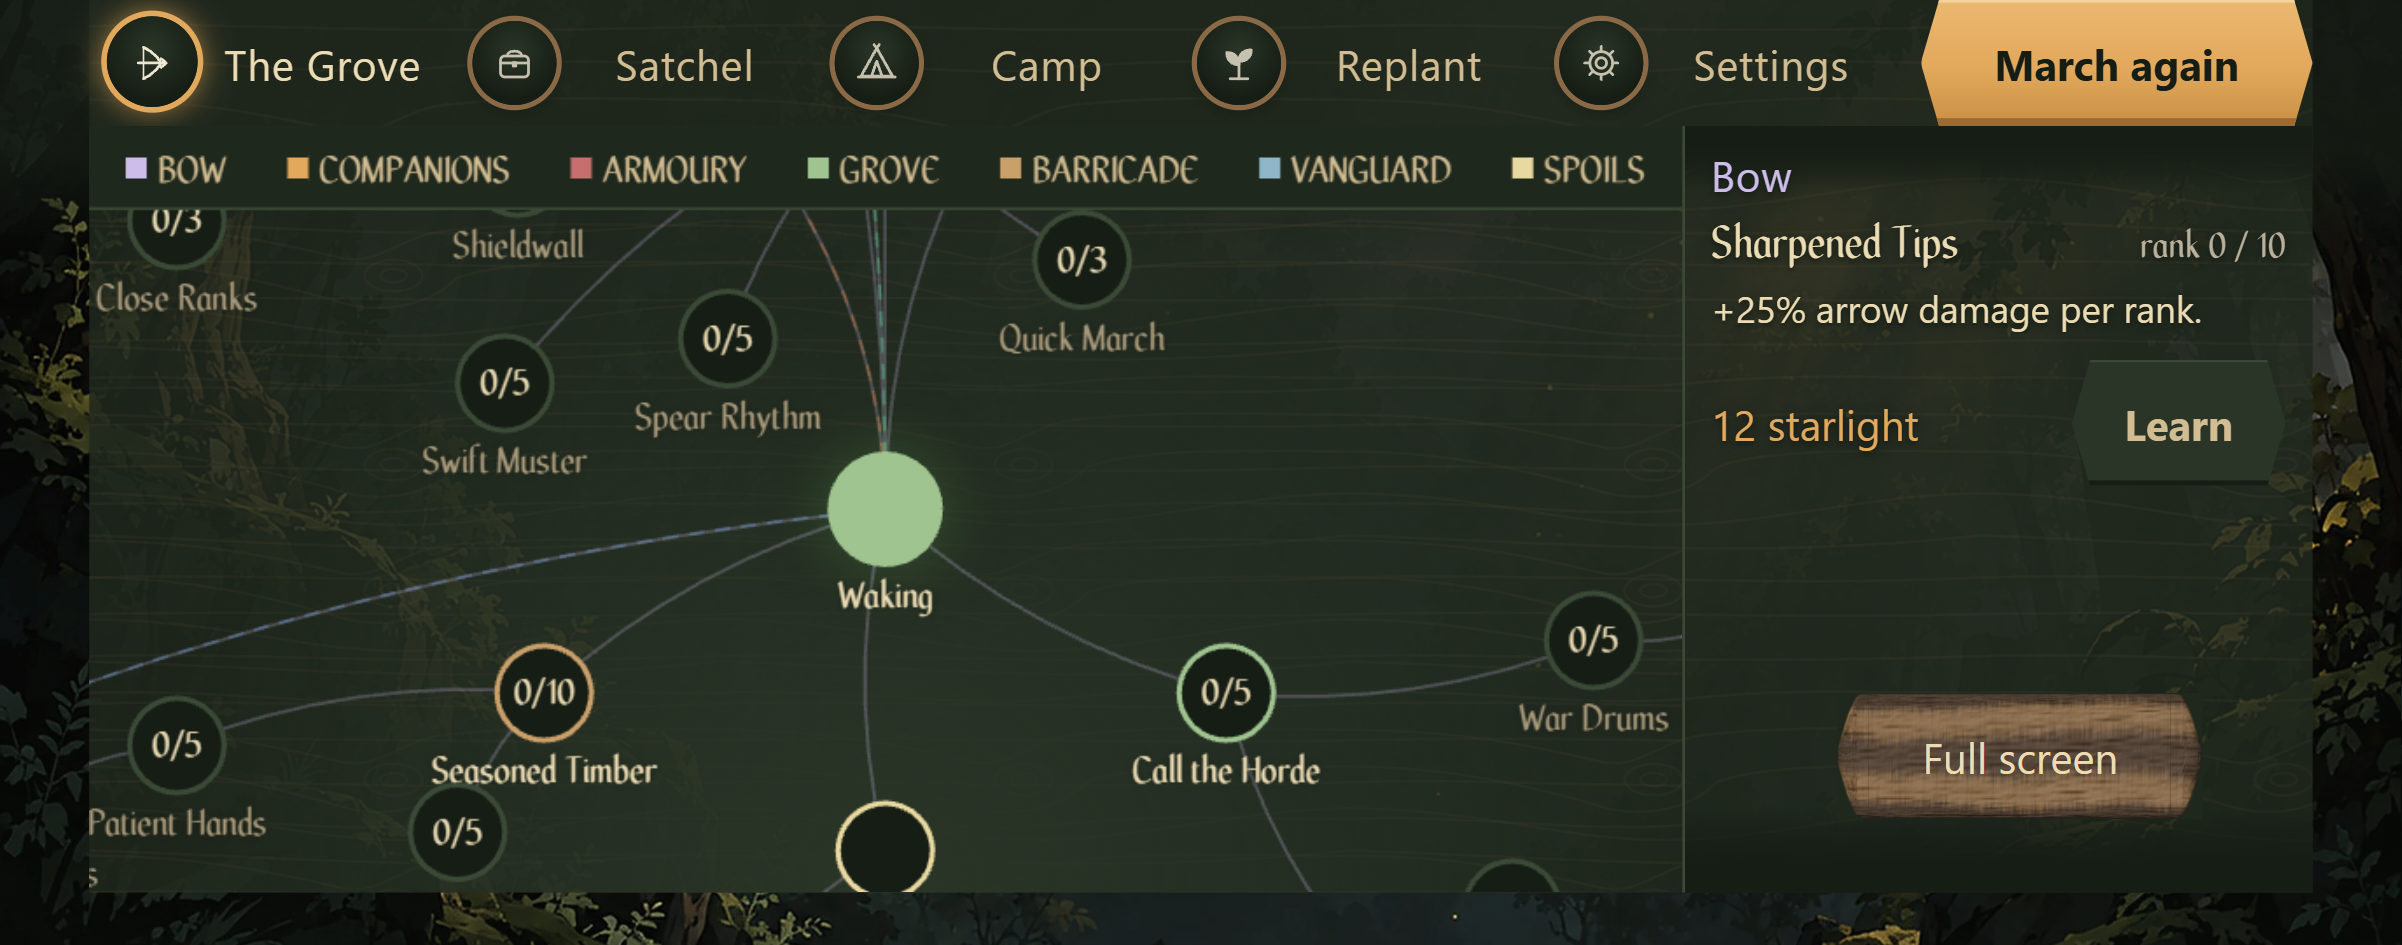 The Grove
Satchel
Camp
Replant
Settings
March again
BOW
COMPANIONS
ARMOURY
GROVE
BARRICADE
VANGUARD
SPOILS
0/3
Close Ranks
Shieldwall
0/5
Swift Muster
0/5
Spear Rhythm
0/3
Quick March
Waking
0/10
Seasoned Timber
0/5
Patient Hands
0/5
s
0/5
Call the Horde
0/5
War Drums
Bow
Sharpened Tips
rank 0 / 10
+25% arrow damage per rank.
12 starlight
Learn
Full screen